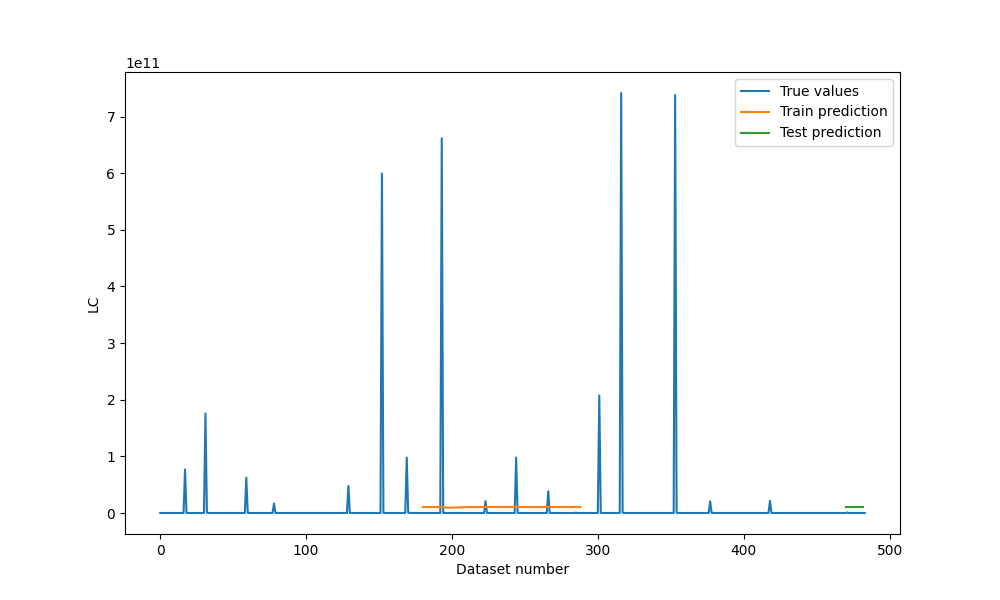 1e11
True values
Train prediction
Test prediction
7
6
5
4
3
2
1
0
LC
0 100 200 300 400 500
Dataset number